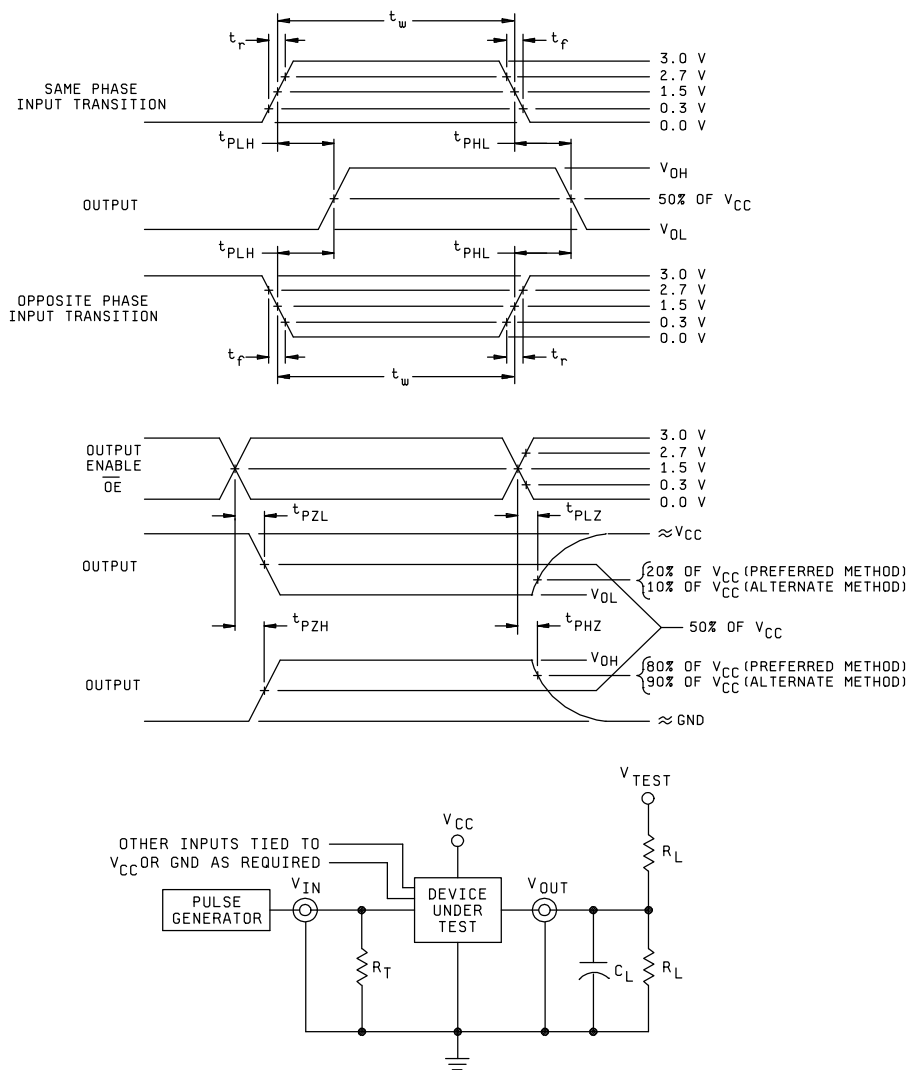 t_w
t_r
t_f
SAME PHASE
INPUT TRANSITION
3.0 V
2.7 V
1.5 V
0.3 V
0.0 V
t_PLH
t_PHL
OUTPUT
V_OH
50% OF V_CC
V_OL
t_PLH
t_PHL
OPPOSITE PHASE
INPUT TRANSITION
3.0 V
2.7 V
1.5 V
0.3 V
0.0 V
t_f
t_r
t_w
OUTPUT
ENABLE
OE
3.0 V
2.7 V
1.5 V
0.3 V
0.0 V
t_PZL
t_PLZ
≈V_CC
OUTPUT
20% OF V_CC (PREFERRED METHOD)
10% OF V_CC (ALTERNATE METHOD)
V_OL
t_PZH
t_PHZ
50% OF V_CC
V_OH
OUTPUT
80% OF V_CC (PREFERRED METHOD)
90% OF V_CC (ALTERNATE METHOD)
≈GND
V_TEST
V_CC
OTHER INPUTS TIED TO
V_CC OR GND AS REQUIRED
R_L
PULSE
GENERATOR
V_IN
DEVICE
UNDER
TEST
V_OUT
R_T
C_L
R_L